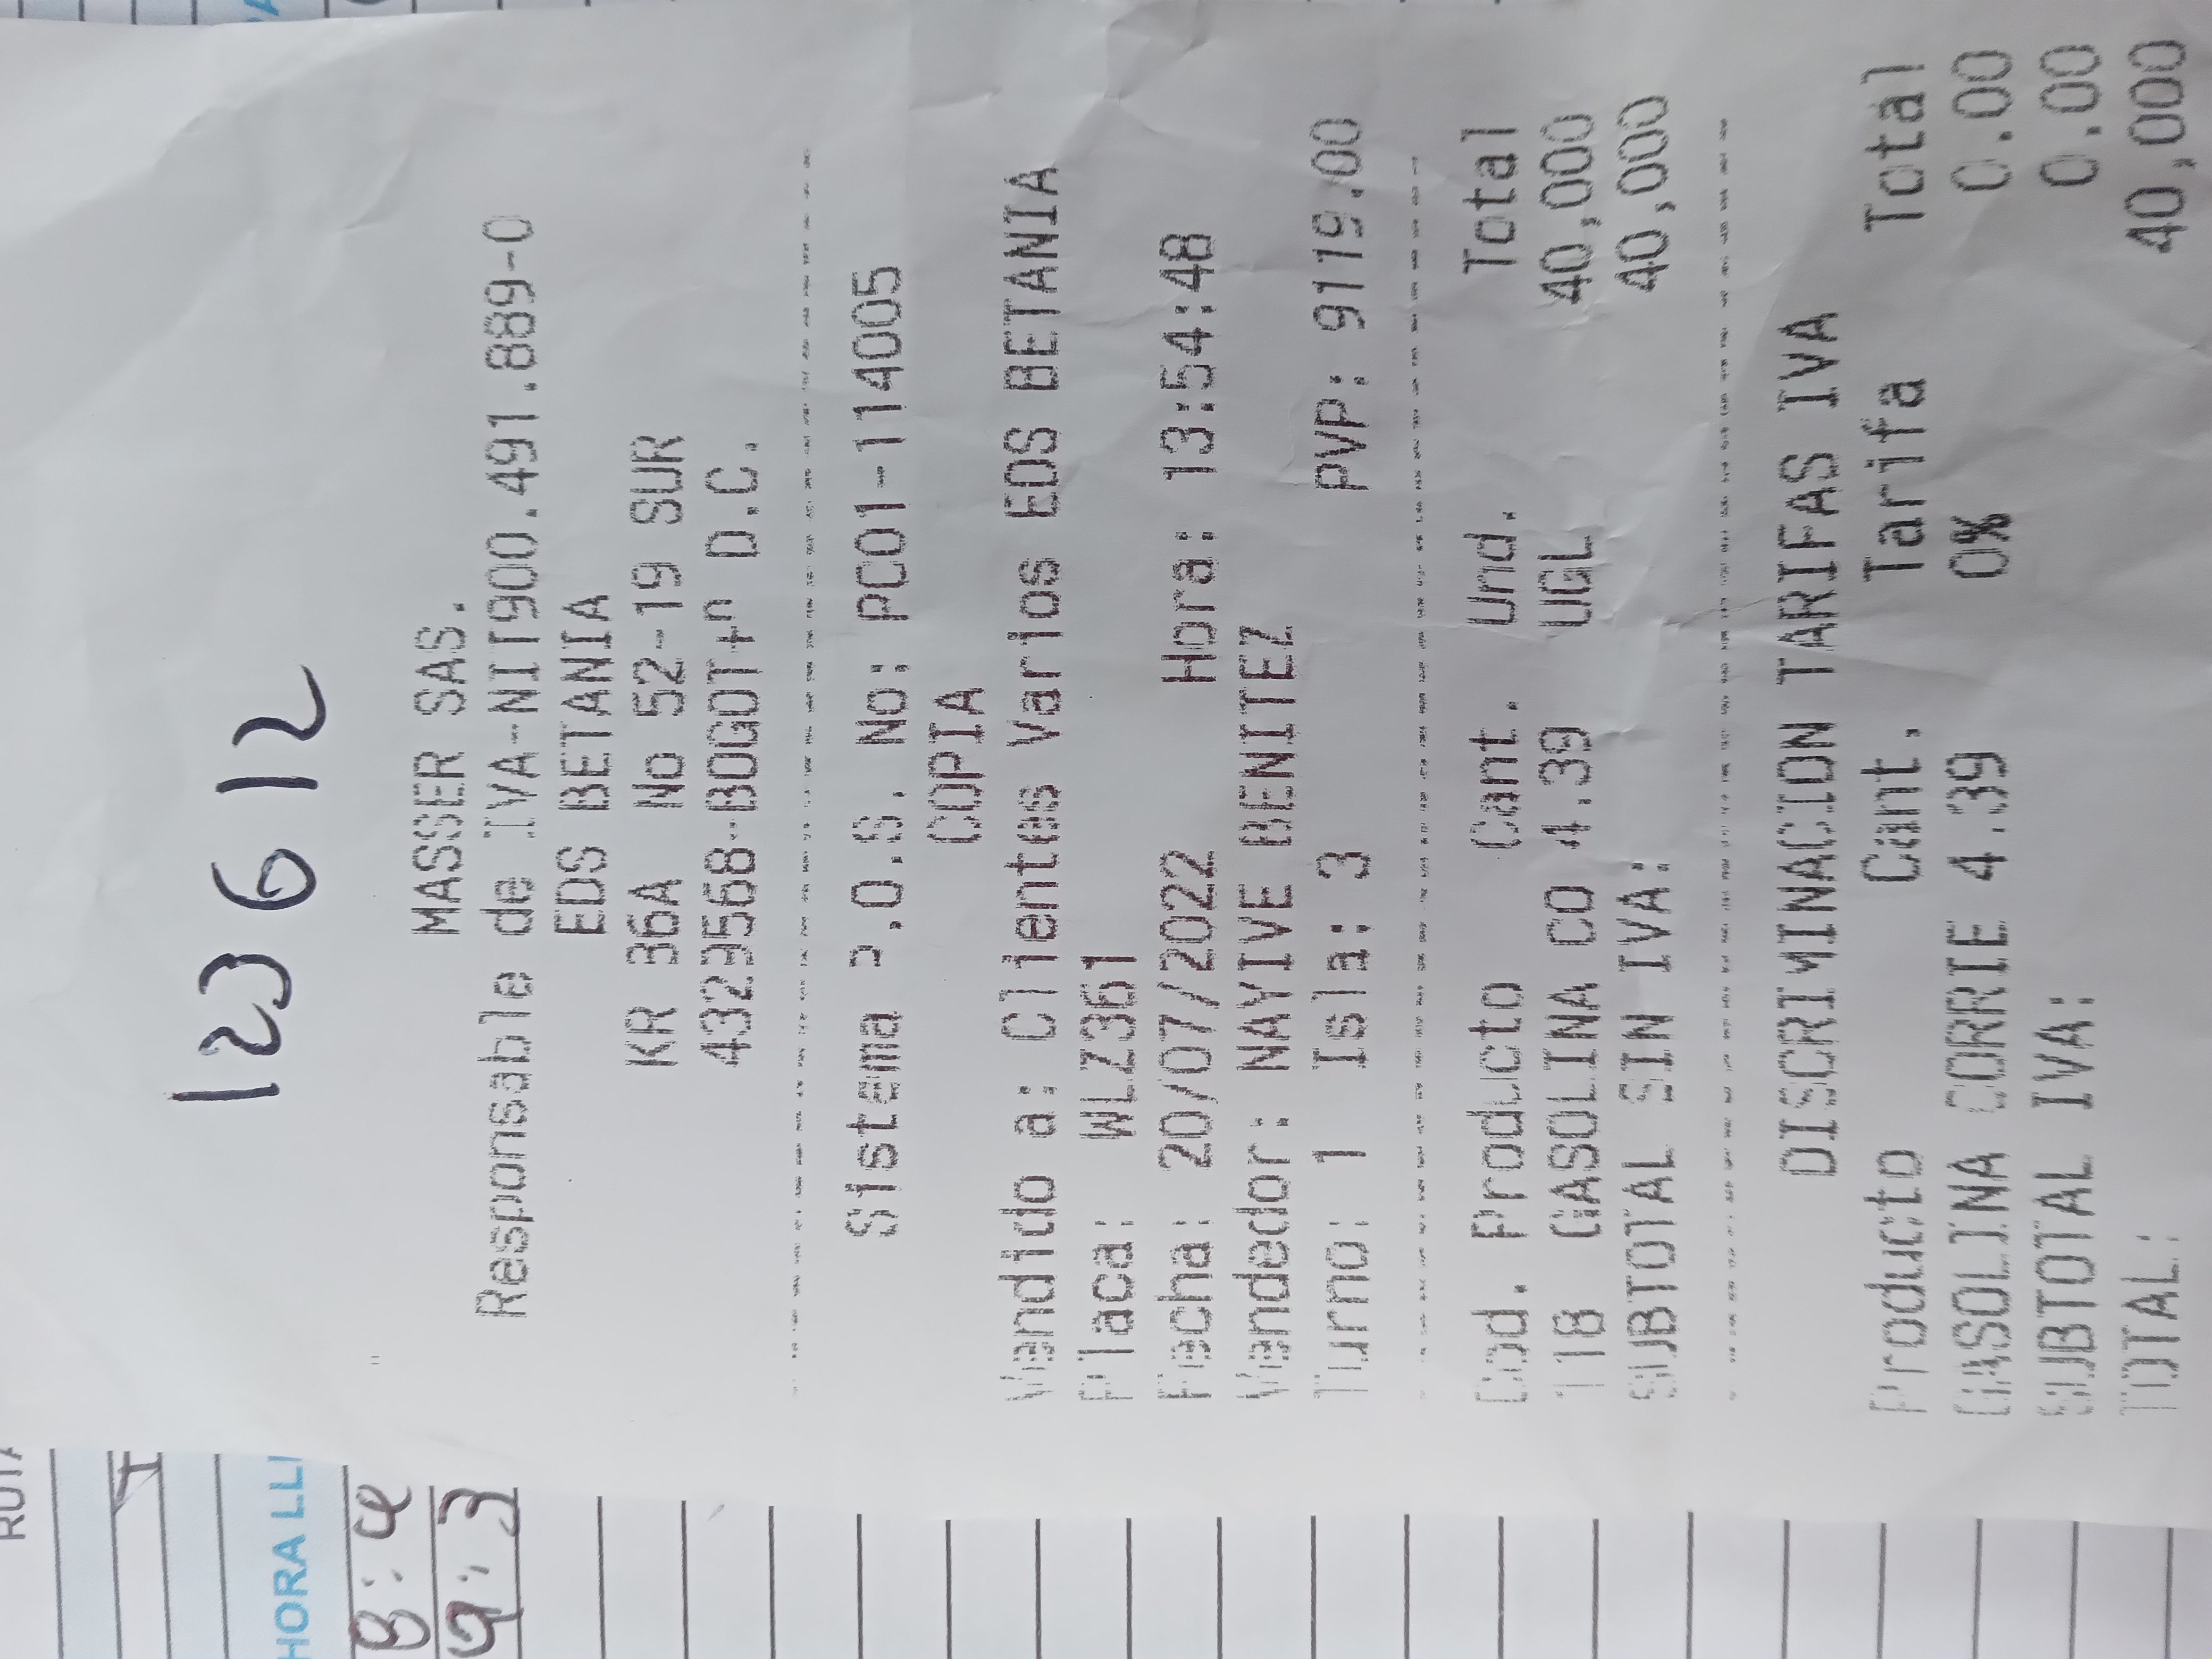 123612
MASSER SAS.
Responsable de IVA-NIT900.491.889-0
EDS BETANIA
KR 36A No 52-19 SUR
4329568-BOGOT+n D.C.
Sistema P.O.S. No: PC01-114005
COPIA
Vendido a: Clientes Varios EDS BETANIA
Placa: WLZ361
Fecha: 20/07/2022 Hora: 13:54:48
Vendedor: NAYIVE BENITEZ
Turno: 1 Isla: 3 PVP: 9119.00
Cod. Producto Cant. Und. Total
118 GASOLINA CO 4.39 UGL 40,000
SUBTOTAL SIN IVA: 40,000
DISCRIMINACION TARIFAS IVA
Producto Cant. Tarifa Total
GASOLINA CORRIE 4.39 0% 0.00
SUBTOTAL IVA: 0.00
TOTAL: 40,000
HORA LL